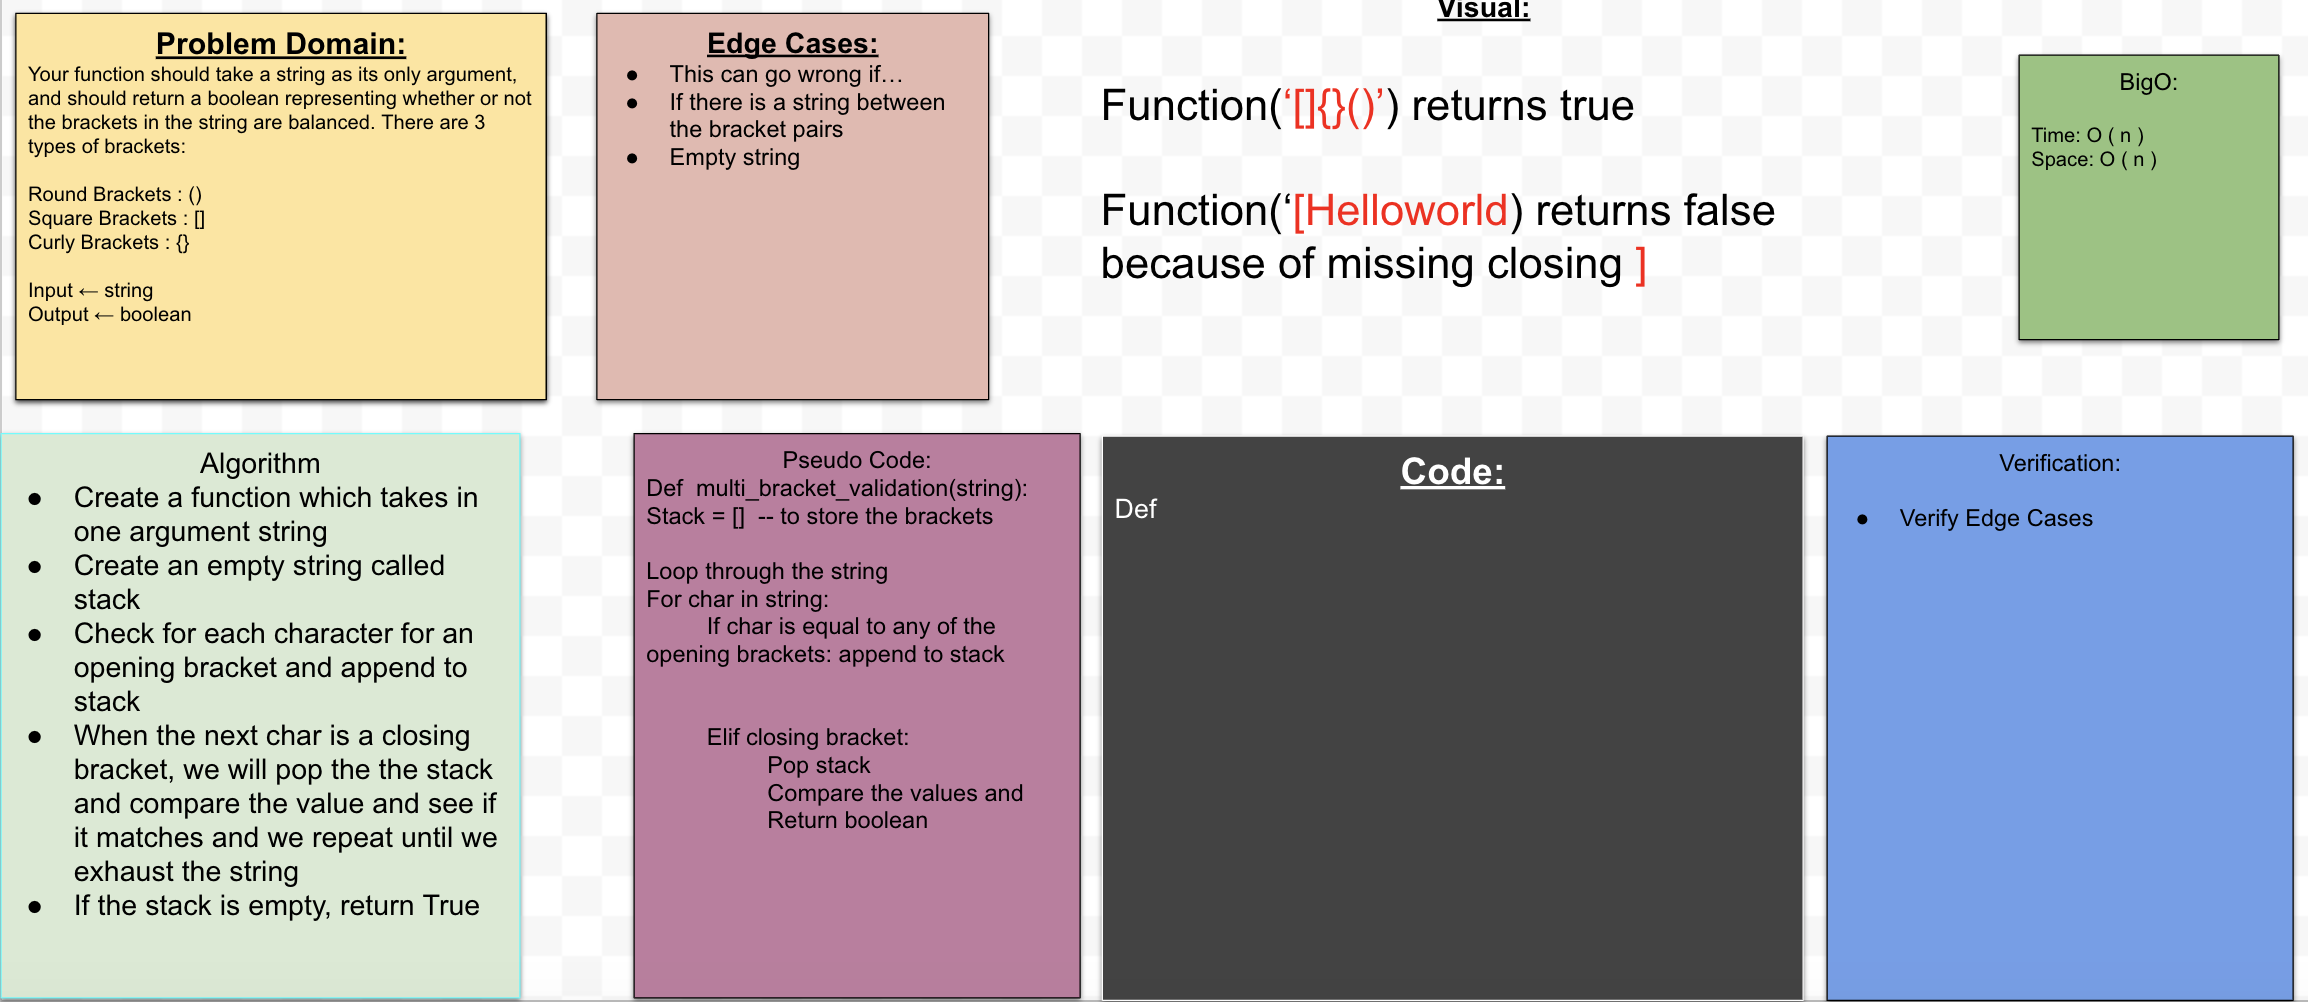 Problem Domain:
Your function should take a string as its only argument,
and should return a boolean representing whether or not
the brackets in the string are balanced. There are 3
types of brackets:
Round Brackets : ()
Square Brackets : []
Curly Brackets : {}
Input ← string
Output ← boolean
Edge Cases:
● This can go wrong if…
● If there is a string between
the bracket pairs
● Empty string
Visual:
Function(‘[]{}()’) returns true
Function(‘[Helloworld) returns false
because of missing closing ]
BigO:
Time: O ( n )
Space: O ( n )
Algorithm
● Create a function which takes in
one argument string
● Create an empty string called
stack
● Check for each character for an
opening bracket and append to
stack
● When the next char is a closing
bracket, we will pop the the stack
and compare the value and see if
it matches and we repeat until we
exhaust the string
● If the stack is empty, return True
Pseudo Code:
Def  multi_bracket_validation(string):
Stack = []  -- to store the brackets
Loop through the string
For char in string:
If char is equal to any of the
opening brackets: append to stack
Elif closing bracket:
Pop stack
Compare the values and
Return boolean
Code:
Def
Verification:
● Verify Edge Cases